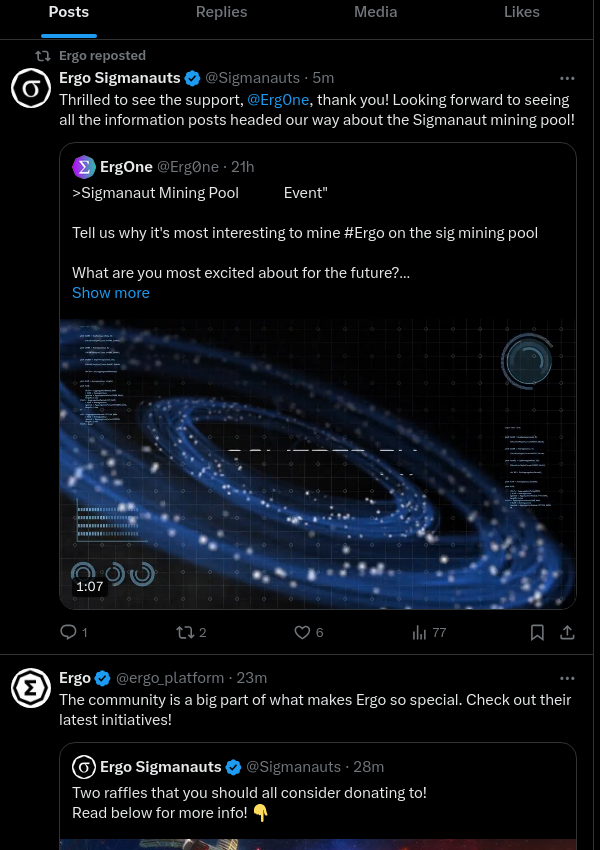 Posts Replies Media Likes
Ergo reposted
Ergo Sigmanauts @Sigmanauts · 5m
Thrilled to see the support, @Erg0ne, thank you! Looking forward to seeing
all the information posts headed our way about the Sigmanaut mining pool!
ErgOne @Erg0ne · 21h
>Sigmanaut Mining Pool Event"
Tell us why it's most interesting to mine #Ergo on the sig mining pool
What are you most excited about for the future?...
Show more
1:07
1 2 6 77
Ergo @ergo_platform · 23m
The community is a big part of what makes Ergo so special. Check out their
latest initiatives!
Ergo Sigmanauts @Sigmanauts · 28m
Two raffles that you should all consider donating to!
Read below for more info! 👇